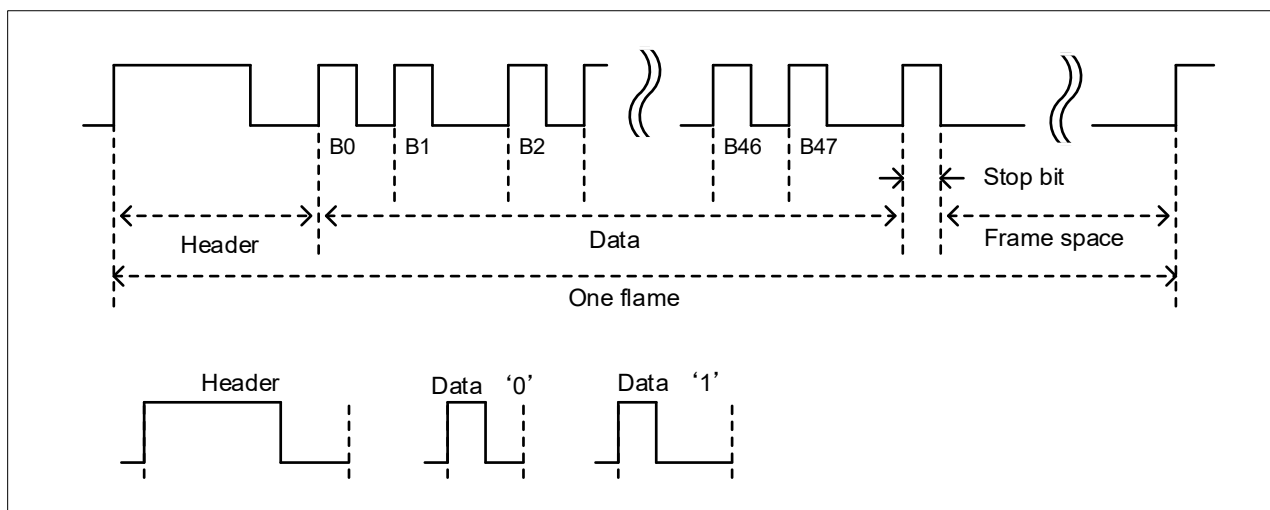 B0
B1
B2
B46
B47
Stop bit
Header
Data
Frame space
One flame
Header
Data ‘0’
Data ‘1’